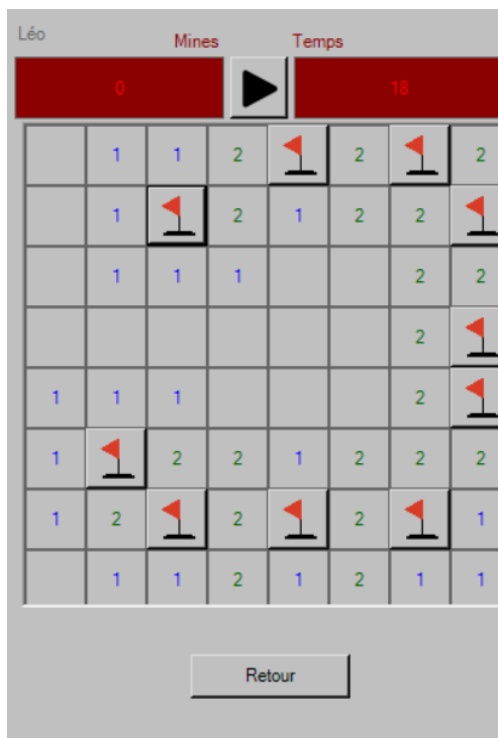 Léo
Mines Temps
0 18
1 1 2 2 2
1 2 1 2 2
1 1 1 2 2
2
1 1 1 2
1 2 2 1 2 2 2
1 2 2 2 1
1 1 2 1 2 1 1
Retour